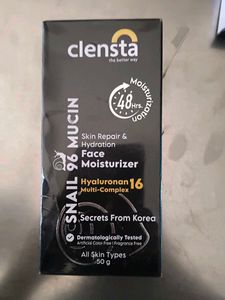 clensta
the better way
48Hrs.
Moisturization
SNAIL 96 MUCIN
Skin Repair &
Hydration
Face
Moisturizer
Hyaluronan 16
Multi-Complex
Secrets From Korea
Dermatologically Tested
Artificial Color Free | Fragrance Free
All Skin Types
50 g